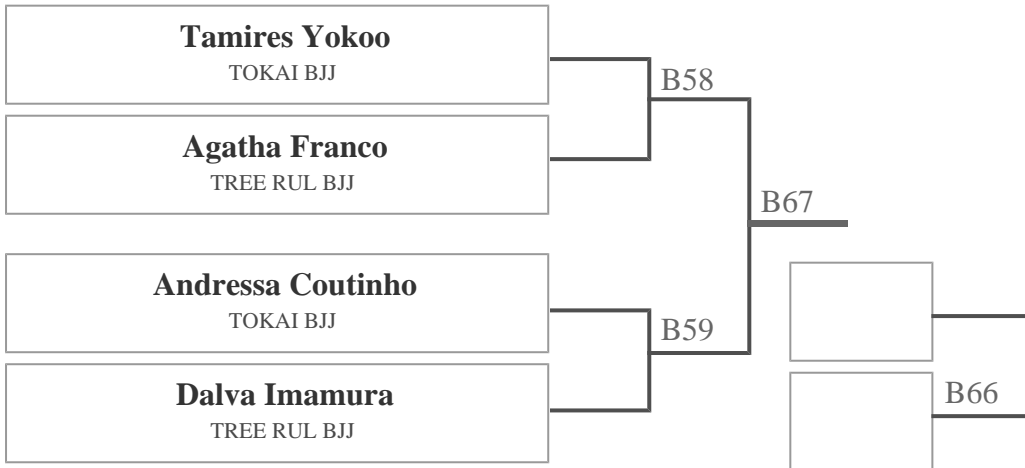 Tamires Yokoo
TOKAI BJJ
B58
Agatha Franco
TREE RUL BJJ
B67
Andressa Coutinho
TOKAI BJJ
B59
Dalva Imamura
TREE RUL BJJ
B66